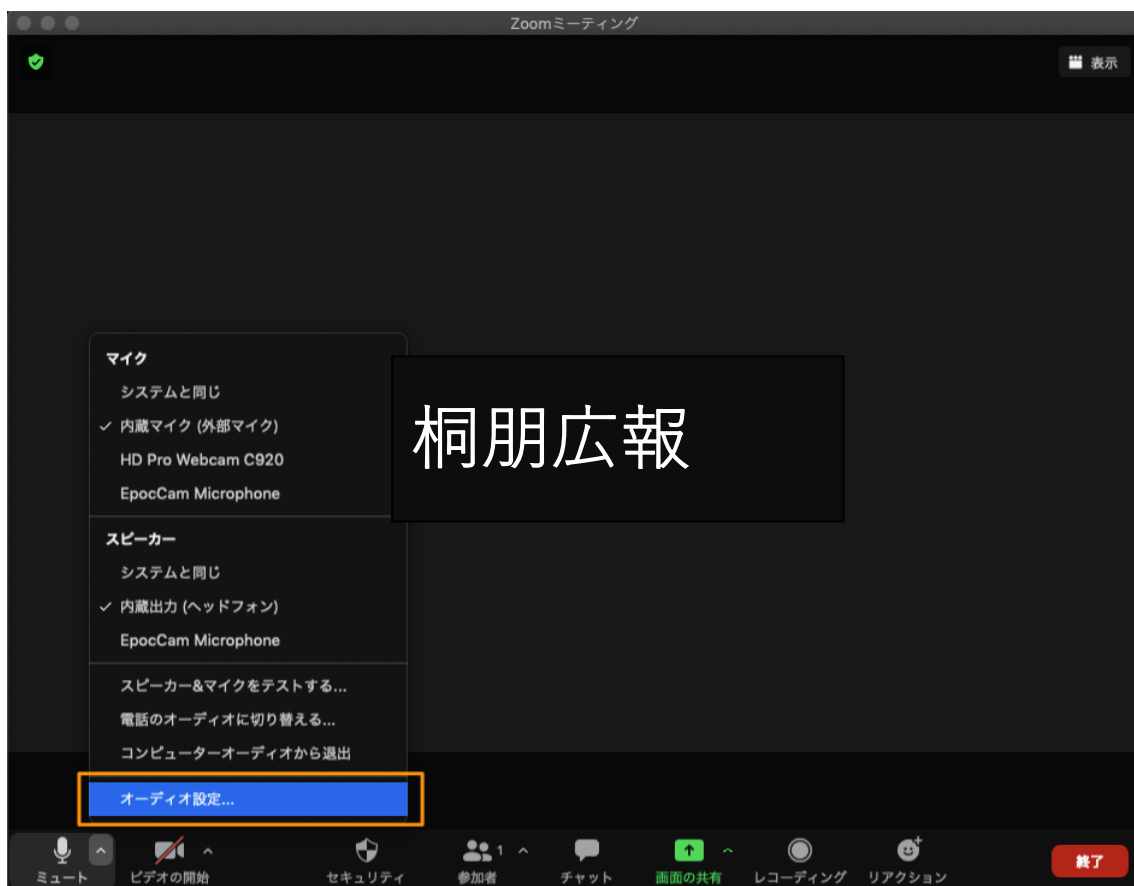 Zoomミーティング
表示
マイク
システムと同じ
✓ 内蔵マイク (外部マイク)
HD Pro Webcam C920
EpocCam Microphone
スピーカー
システムと同じ
✓ 内蔵出力 (ヘッドフォン)
EpocCam Microphone
スピーカー&マイクをテストする...
電話のオーディオに切り替える...
コンピューターオーディオから退出
オーディオ設定...
桐朋広報
ミュート
ビデオの開始
セキュリティ
1
参加者
チャット
画面の共有
レコーディング
リアクション
終了